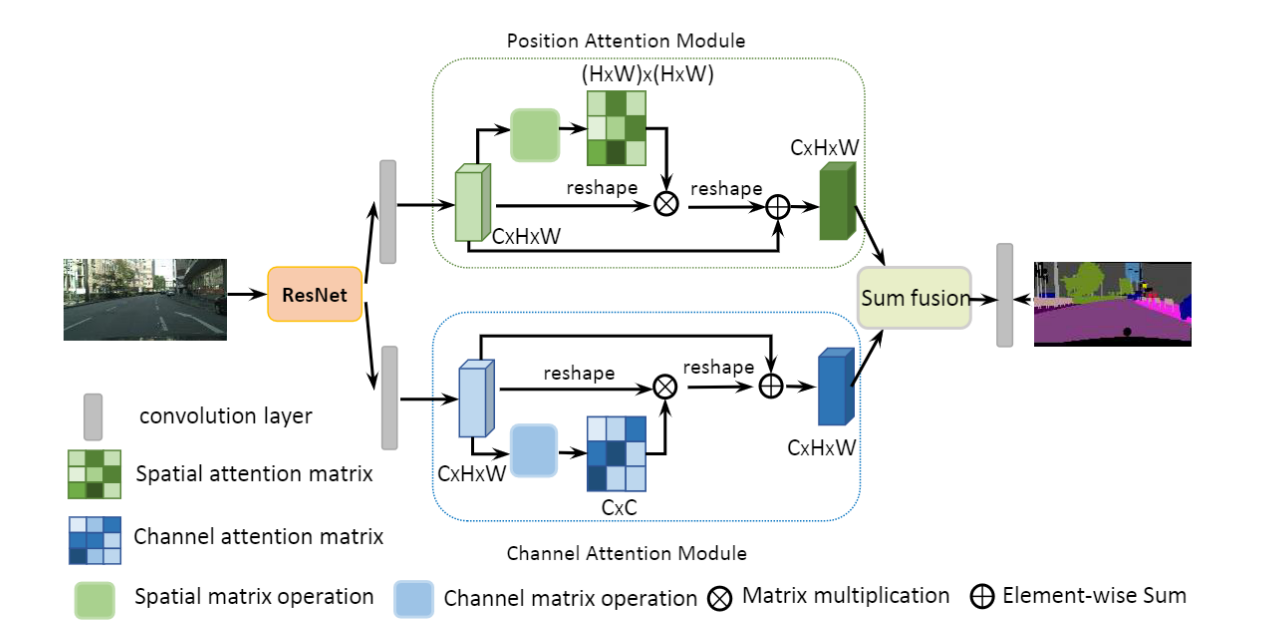 Position Attention Module
(HxW)x(HxW)
CxHxW
reshape
reshape
CxHxW
ResNet
Sum fusion
reshape
reshape
convolution layer
CxHxW
CxHxW
Spatial attention matrix
CxC
Channel attention matrix
Channel Attention Module
Spatial matrix operation
Channel matrix operation
Matrix multiplication
Element-wise Sum